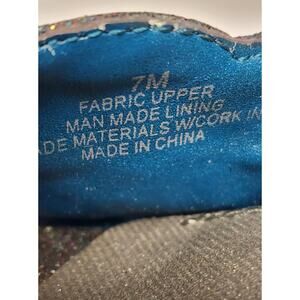 7M
FABRIC UPPER
MAN MADE LINING
ADE MATERIALS W/CORK IN
MADE IN CHINA